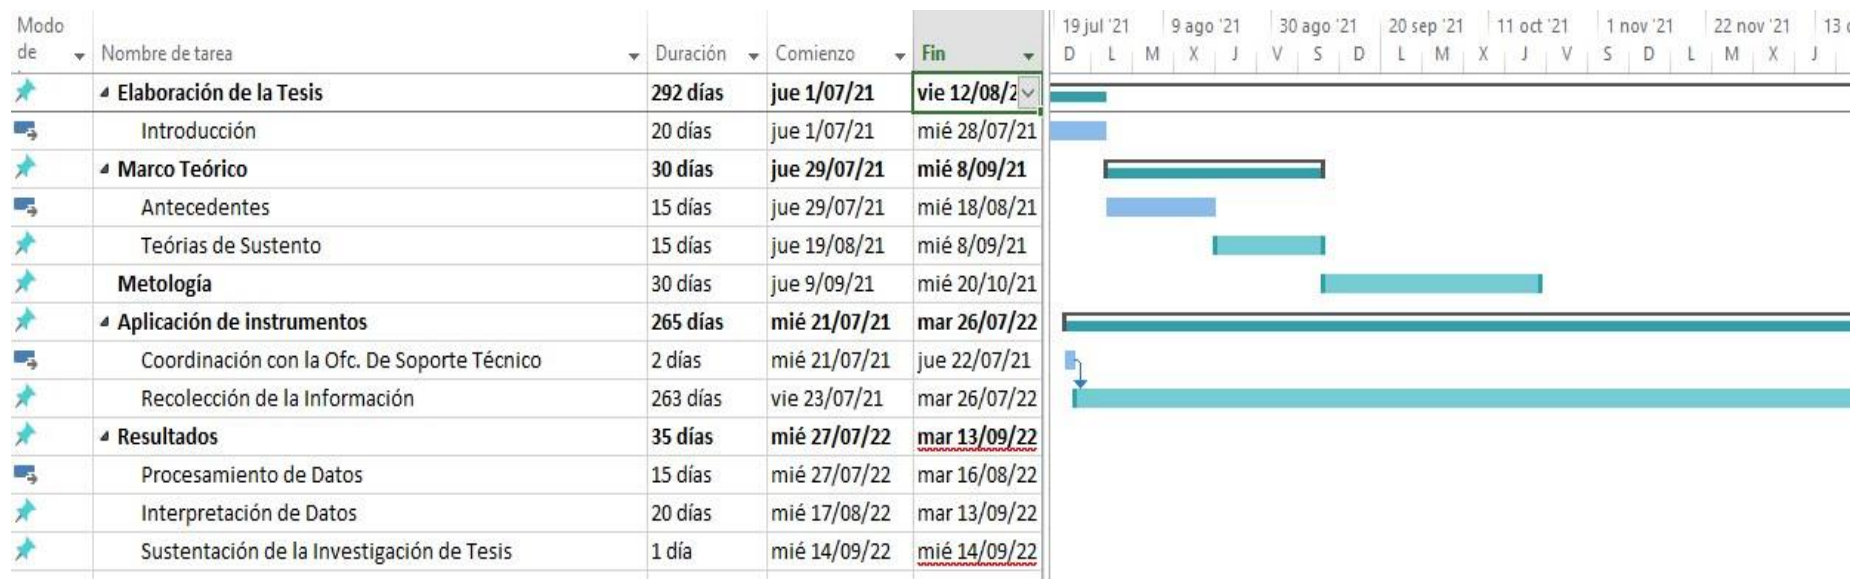 Modo de Nombre de tarea Duración Comienzo Fin
19 jul '21 9 ago '21 30 ago '21 20 sep '21 11 oct '21 1 nov '21 22 nov '21 13
D L M X J V S D L M X J V S D L M X J
Elaboración de la Tesis 292 días jue 1/07/21 vie 12/08/2
Introducción 20 días jue 1/07/21 mié 28/07/21
Marco Teórico 30 días jue 29/07/21 mié 8/09/21
Antecedentes 15 días jue 29/07/21 mié 18/08/21
Teórias de Sustento 15 días jue 19/08/21 mié 8/09/21
Metología 30 días jue 9/09/21 mié 20/10/21
Aplicación de instrumentos 265 días mié 21/07/21 mar 26/07/22
Coordinación con la Ofc. De Soporte Técnico 2 días mié 21/07/21 jue 22/07/21
Recolección de la Información 263 días vie 23/07/21 mar 26/07/22
Resultados 35 días mié 27/07/22 mar 13/09/22
Procesamiento de Datos 15 días mié 27/07/22 mar 16/08/22
Interpretación de Datos 20 días mié 17/08/22 mar 13/09/22
Sustentación de la Investigación de Tesis 1 día mié 14/09/22 mié 14/09/22